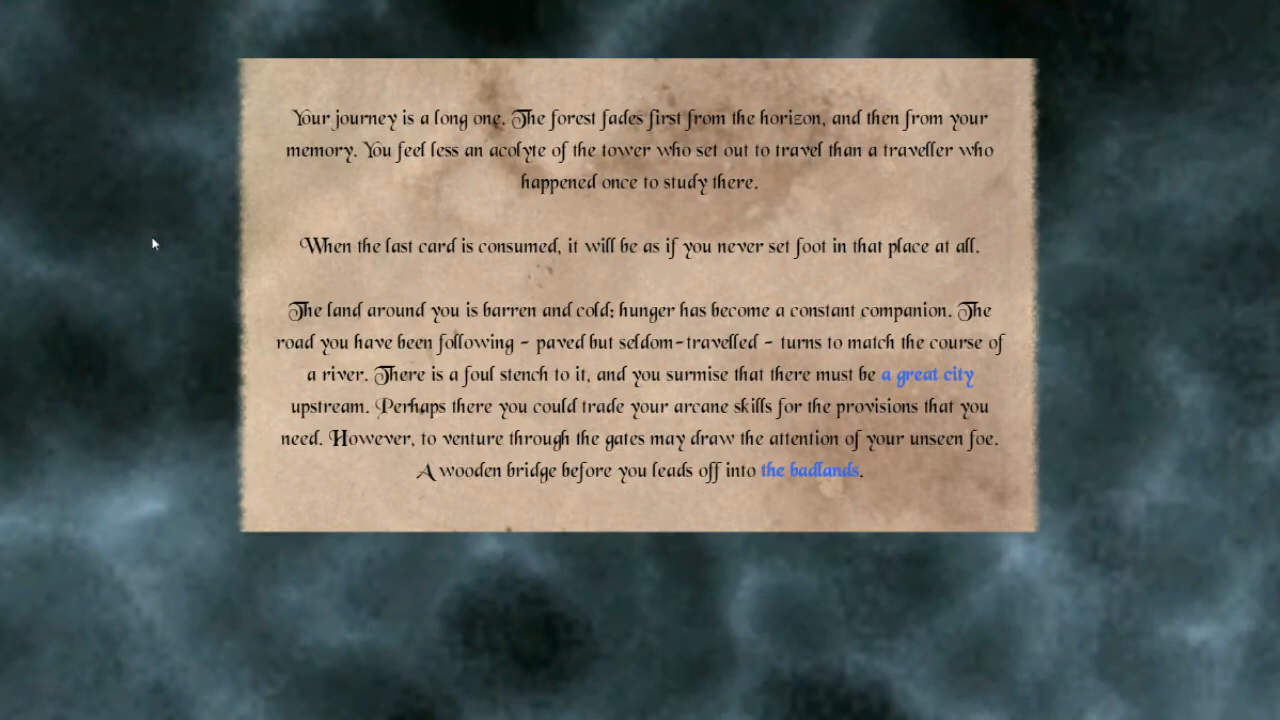 Your journey is a long one. The forest fades first from the horizon, and then from your
memory. You feel less an acolyte of the tower who set out to travel than a traveller who
happened once to study there.
When the last card is consumed, it will be as if you never set foot in that place at all.
The land around you is barren and cold; hunger has become a constant companion. The
road you have been following - paved but seldom-travelled - turns to match the course of
a river. There is a foul stench to it, and you surmise that there must be a great city
upstream. Perhaps there you could trade your arcane skills for the provisions that you
need. However, to venture through the gates may draw the attention of your unseen foe.
A wooden bridge before you leads off into the badlands.